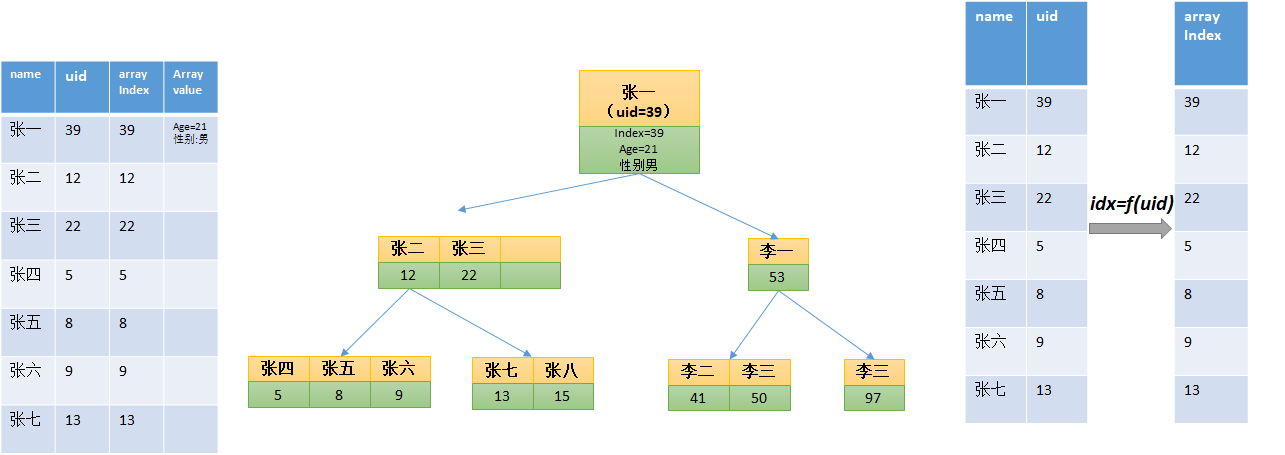 name uid array Index Array value
张一 39 39 Age=21 性别:男
张二 12 12
张三 22 22
张四 5 5
张五 8 8
张六 9 9
张七 13 13
张一
（uid=39）
Index=39
Age=21
性别男
张二 张三
12 22
李一
53
张四 张五 张六
5 8 9
张七 张八
13 15
李二 李三
41 50
李三
97
name uid
张一 39
张二 12
张三 22
张四 5
张五 8
张六 9
张七 13
idx=f(uid)
array
Index
39
12
22
5
8
9
13